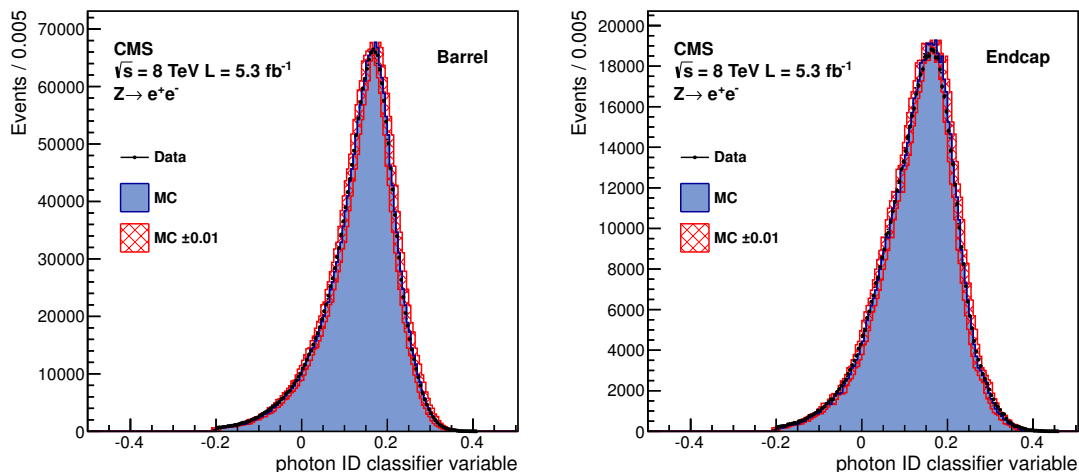 Events / 0.005
70000
60000
50000
40000
30000
20000
10000
0
CMS
√s = 8 TeV L = 5.3 fb⁻¹
Z→ e⁺e⁻
Barrel
Data
MC
MC ±0.01
-0.4 -0.2 0 0.2 0.4
photon ID classifier variable
Events / 0.005
20000
18000
16000
14000
12000
10000
8000
6000
4000
2000
0
CMS
√s = 8 TeV L = 5.3 fb⁻¹
Z→ e⁺e⁻
Endcap
Data
MC
MC ±0.01
-0.4 -0.2 0 0.2 0.4
photon ID classifier variable